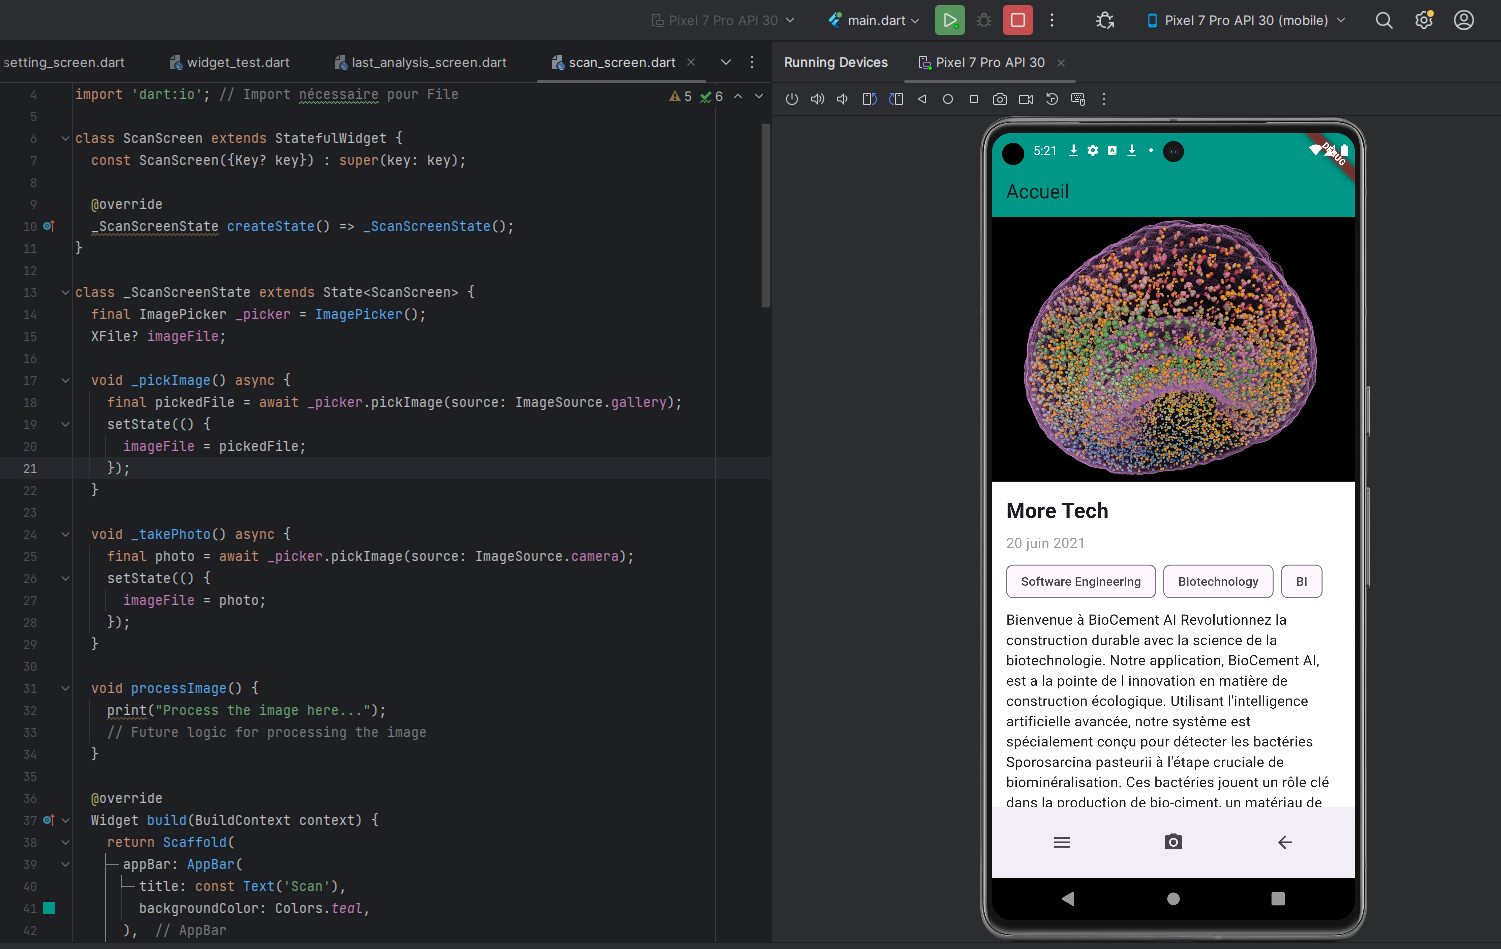 Pixel 7 Pro API 30
main.dart
Pixel 7 Pro API 30 (mobile)
setting_screen.dart
widget_test.dart
last_analysis_screen.dart
scan_screen.dart
Running Devices
Pixel 7 Pro API 30
5
6
4 import 'dart:io'; // Import nécessaire pour File
5
6 class ScanScreen extends StatefulWidget {
7 const ScanScreen({Key? key}) : super(key: key);
8
9 @override
10 _ScanScreenState createState() => _ScanScreenState();
11 }
12
13 class _ScanScreenState extends State<ScanScreen> {
14 final ImagePicker _picker = ImagePicker();
15 XFile? imageFile;
16
17 void _pickImage() async {
18 final pickedFile = await _picker.pickImage(source: ImageSource.gallery);
19 setState(() {
20 imageFile = pickedFile;
21 });
22 }
23
24 void _takePhoto() async {
25 final photo = await _picker.pickImage(source: ImageSource.camera);
26 setState(() {
27 imageFile = photo;
28 });
29 }
30
31 void processImage() {
32 print("Process the image here...");
33 // Future logic for processing the image
34 }
35
36 @override
37 Widget build(BuildContext context) {
38 return Scaffold(
39 appBar: AppBar(
40 title: const Text('Scan'),
41 backgroundColor: Colors.teal,
42 ), // AppBar
5:21
DEBUG
Accueil
More Tech
20 juin 2021
Software Engineering
Biotechnology
BI
Bienvenue à BioCement AI Revolutionnez la
construction durable avec la science de la
biotechnologie. Notre application, BioCement AI,
est a la pointe de l innovation en matière de
construction écologique. Utilisant l'intelligence
artificielle avancée, notre système est
spécialement conçu pour détecter les bactéries
Sporosarcina pasteurii à l'étape cruciale de
biominéralisation. Ces bactéries jouent un rôle clé
dans la production de bio-ciment, un matériau de